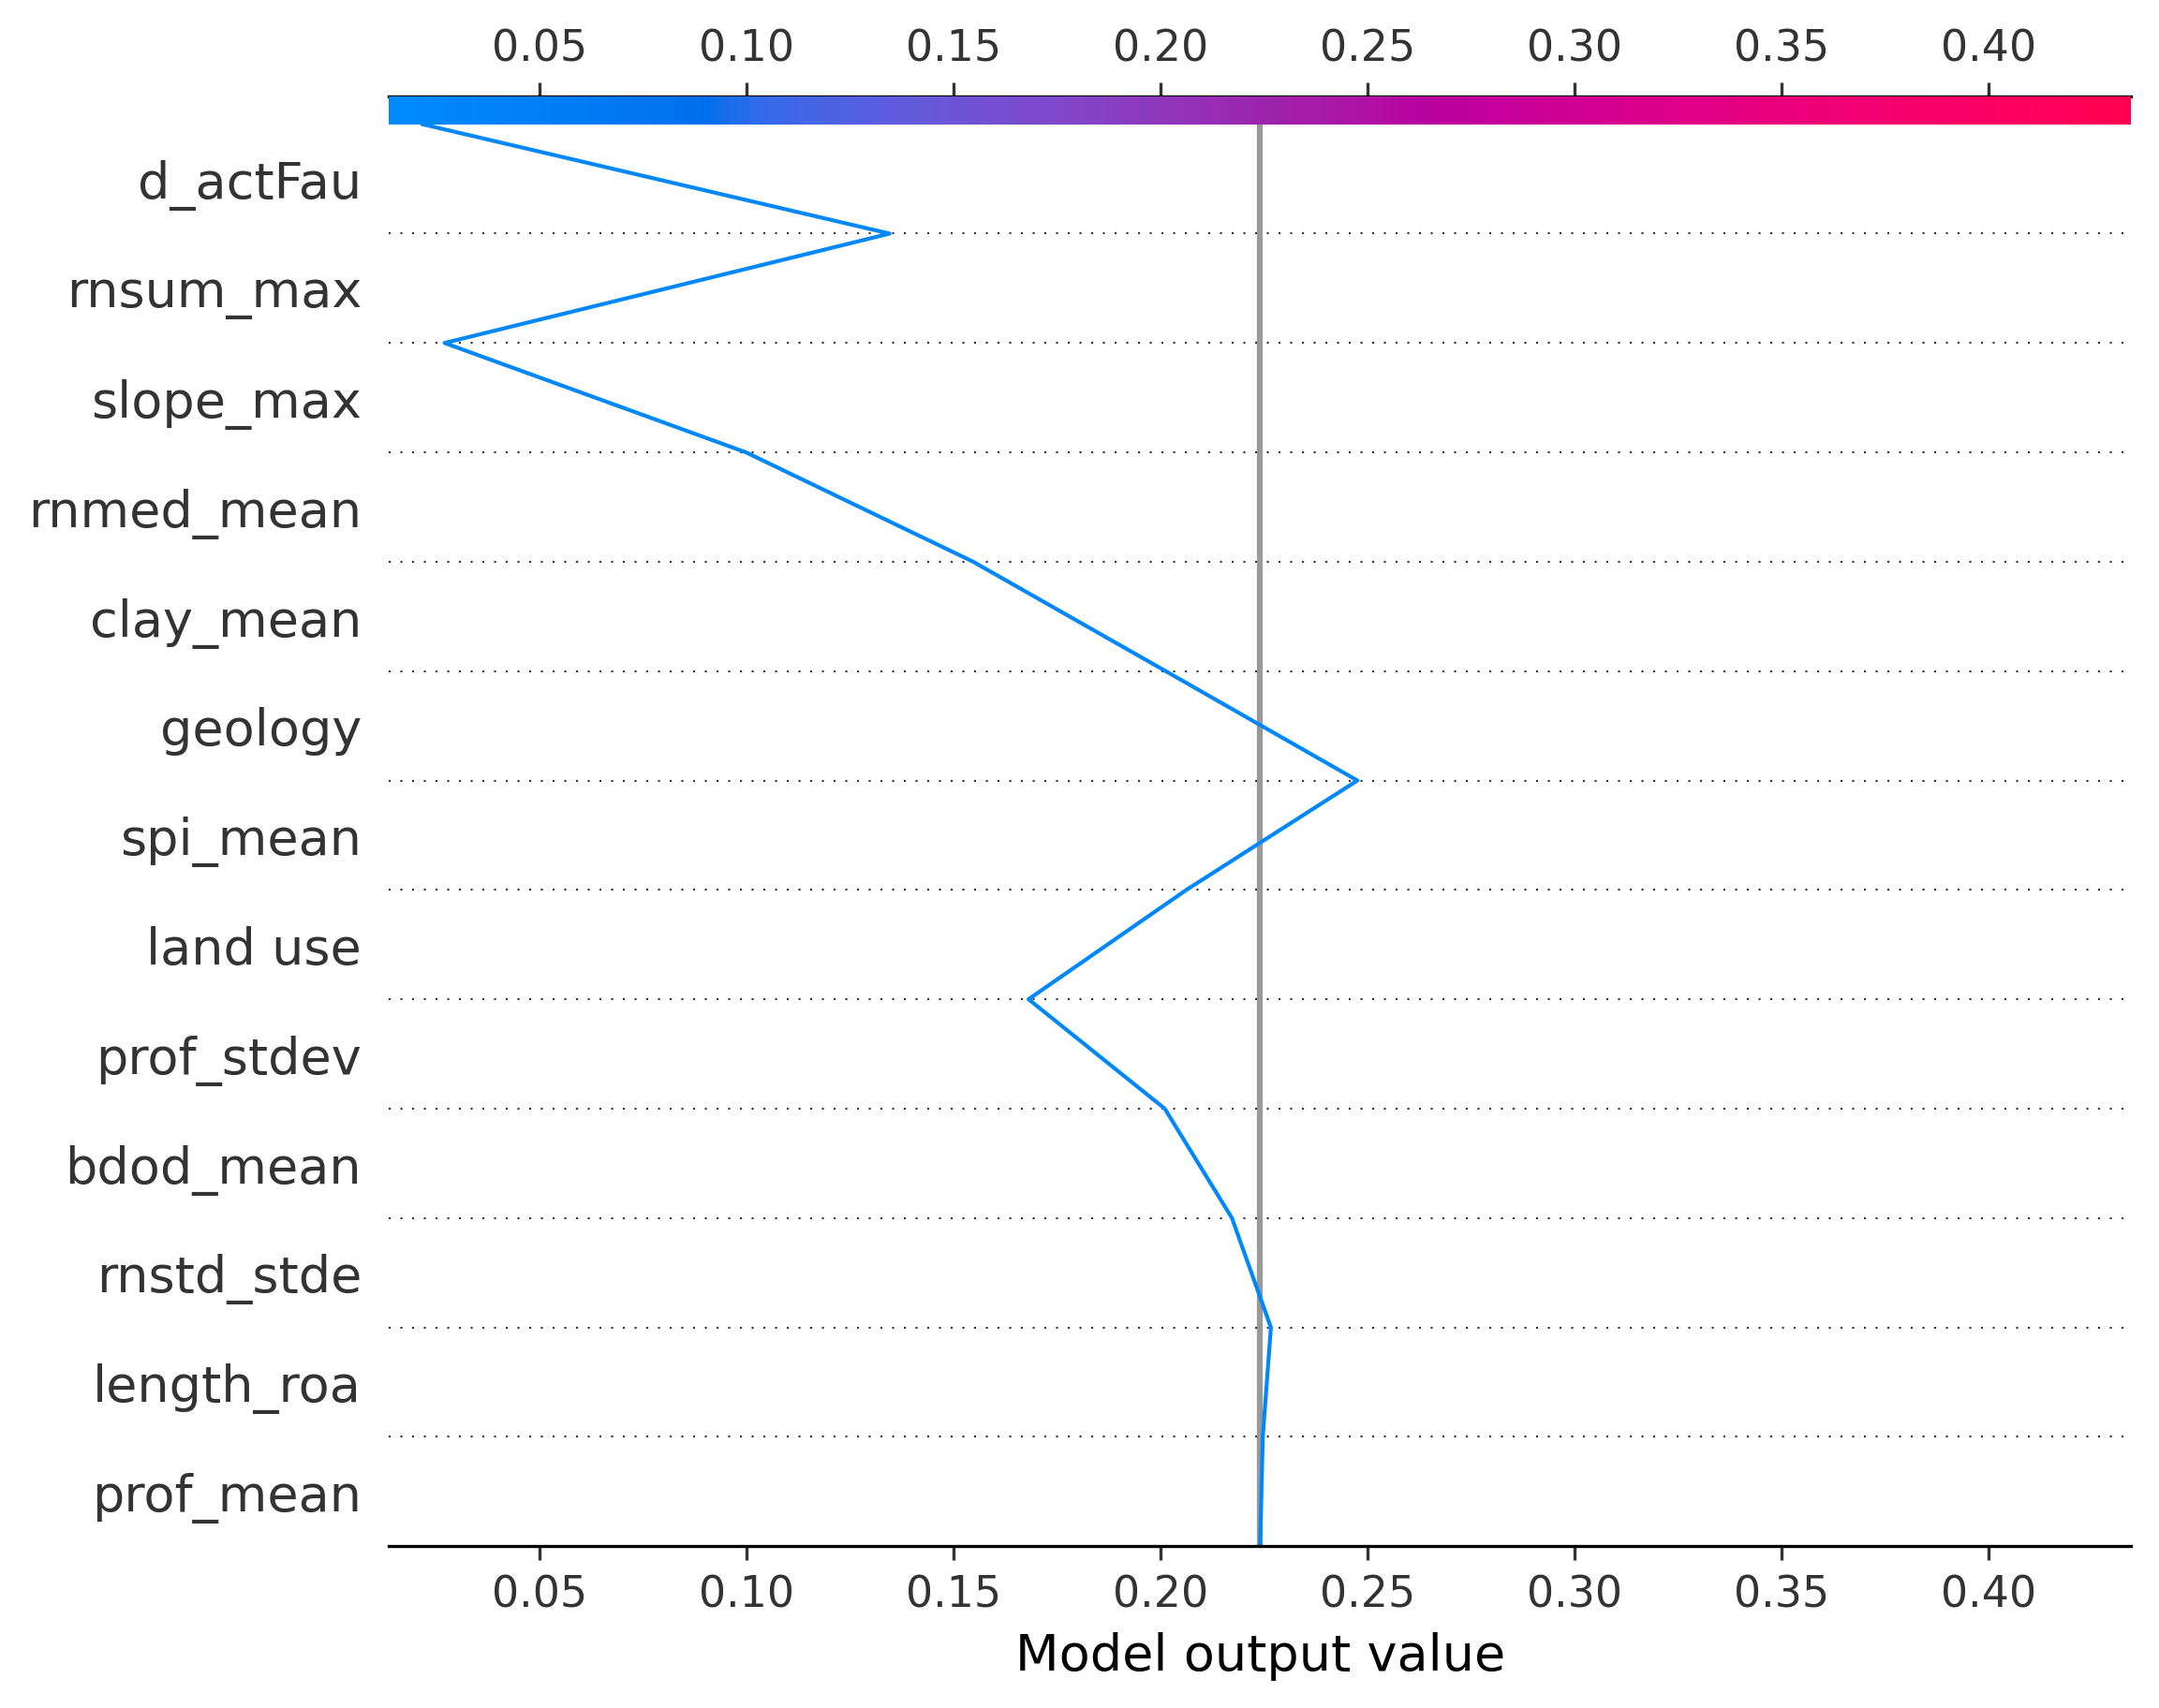 0.05 0.10 0.15 0.20 0.25 0.30 0.35 0.40
d_actFau
rnsum_max
slope_max
rnmed_mean
clay_mean
geology
spi_mean
land use
prof_stdev
bdod_mean
rnstd_stde
length_roa
prof_mean
0.05 0.10 0.15 0.20 0.25 0.30 0.35 0.40
Model output value